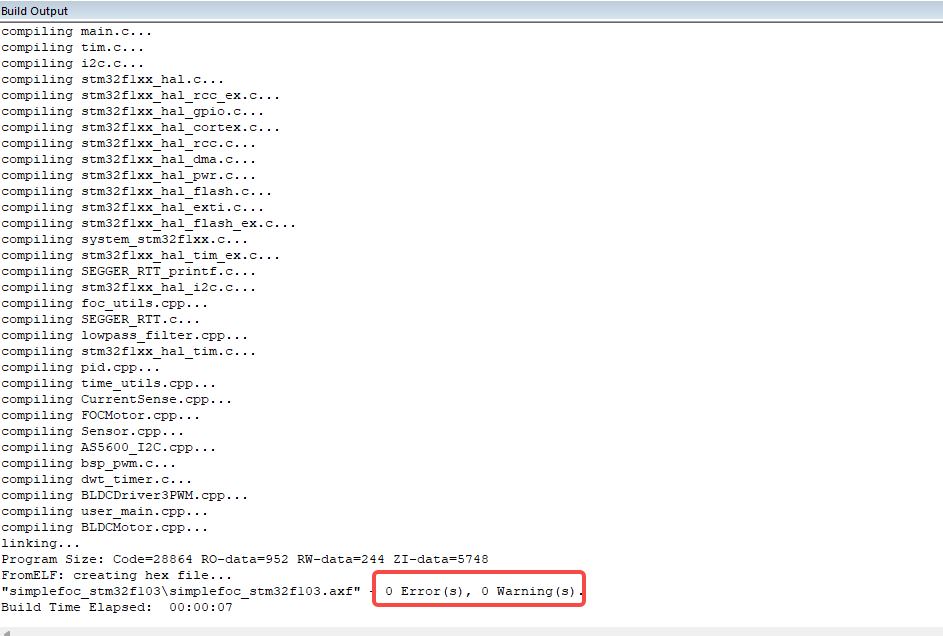 Build Output
compiling main.c...
compiling tim.c...
compiling i2c.c...
compiling stm32f1xx_hal.c...
compiling stm32f1xx_hal_rcc_ex.c...
compiling stm32f1xx_hal_gpio.c...
compiling stm32f1xx_hal_cortex.c...
compiling stm32f1xx_hal_rcc.c...
compiling stm32f1xx_hal_dma.c...
compiling stm32f1xx_hal_pwr.c...
compiling stm32f1xx_hal_flash.c...
compiling stm32f1xx_hal_exti.c...
compiling stm32f1xx_hal_flash_ex.c...
compiling system_stm32f1xx.c...
compiling stm32f1xx_hal_tim_ex.c...
compiling SEGGER_RTT_printf.c...
compiling stm32f1xx_hal_i2c.c...
compiling foc_utils.cpp...
compiling SEGGER_RTT.c...
compiling lowpass_filter.cpp...
compiling stm32f1xx_hal_tim.c...
compiling pid.cpp...
compiling time_utils.cpp...
compiling CurrentSense.cpp...
compiling FOCMotor.cpp...
compiling Sensor.cpp...
compiling AS5600_I2C.cpp...
compiling bsp_pwm.c...
compiling dwt_timer.c...
compiling BLDCDriver3PWM.cpp...
compiling user_main.cpp...
compiling BLDCMotor.cpp...
linking...
Program Size: Code=28864 RO-data=952 RW-data=244 ZI-data=5748
FromELF: creating hex file...
"simplefoc_stm32f103\simplefoc_stm32f103.axf" - 0 Error(s), 0 Warning(s).
Build Time Elapsed:  00:00:07